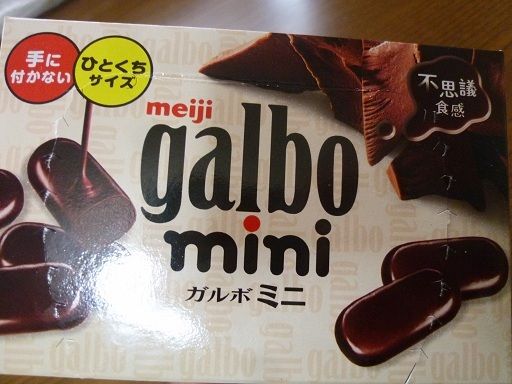 手に
付かない
ひとくち
サイズ
不思議
食感
meiji
galbo
mini
ガルボミニ